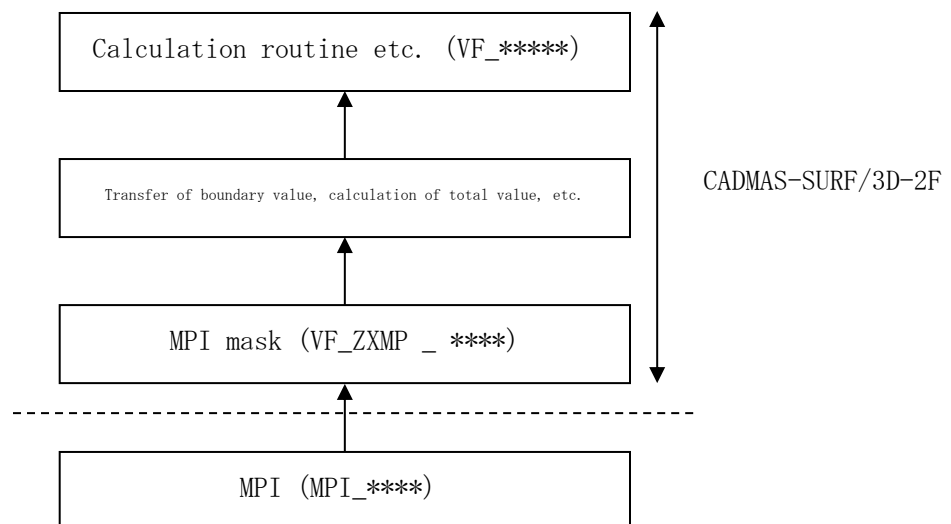 Calculation routine etc. (VF_*****)
Transfer of boundary value, calculation of total value, etc.
CADMAS-SURF/3D-2F
MPI mask (VF_ZXMP _ ****)
MPI (MPI_****)